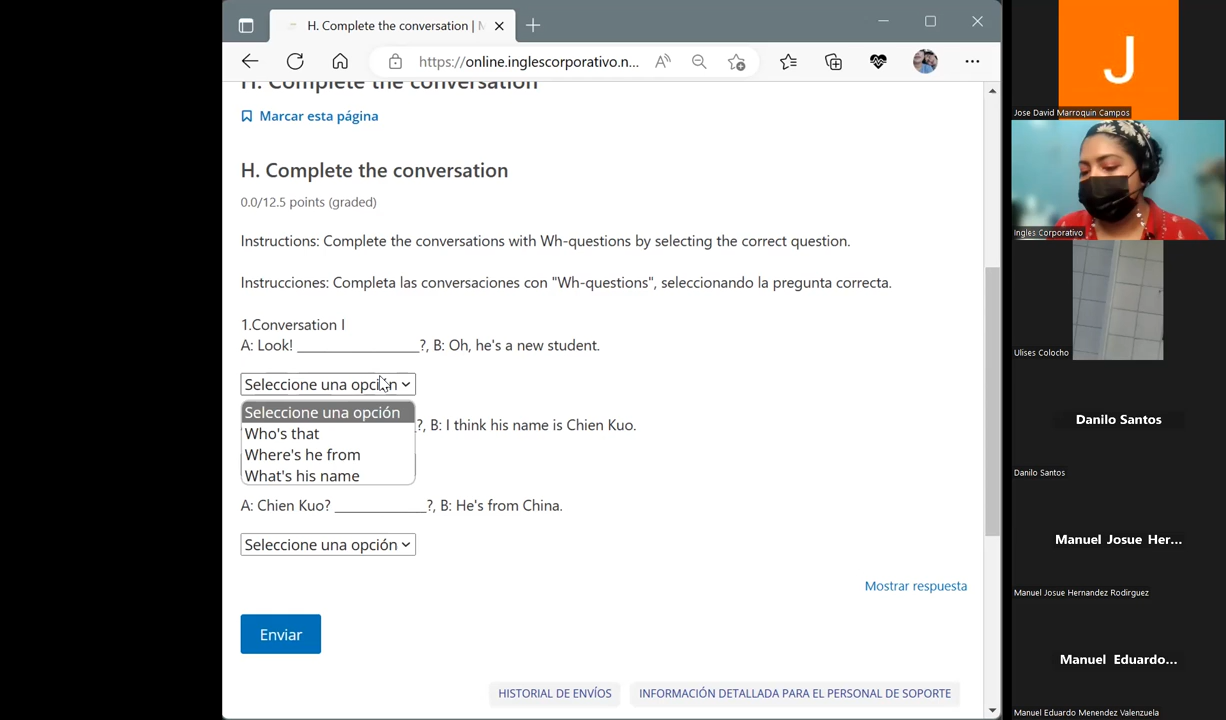 H. Complete the conversation | M
https://online.inglescorporativo.n...
H. Complete the conversation
Marcar esta página
H. Complete the conversation
0.0/12.5 points (graded)
Instructions: Complete the conversations with Wh-questions by selecting the correct question.
Instrucciones: Completa las conversaciones con "Wh-questions", seleccionando la pregunta correcta.
1.Conversation I
A: Look! _______________?, B: Oh, he's a new student.
Seleccione una opción
Seleccione una opción
Who's that
Where's he from
What's his name
?, B: I think his name is Chien Kuo.
A: Chien Kuo? ___________?, B: He's from China.
Seleccione una opción
Mostrar respuesta
Enviar
HISTORIAL DE ENVÍOS
INFORMACIÓN DETALLADA PARA EL PERSONAL DE SOPORTE
J
Jose David Marroquin Campos
Ingles Corporativo
Ulises Colocho
Danilo Santos
Danilo Santos
Manuel Josue Her...
Manuel Josue Hernandez Rodirguez
Manuel Eduardo...
Manuel Eduardo Menendez Valenzuela